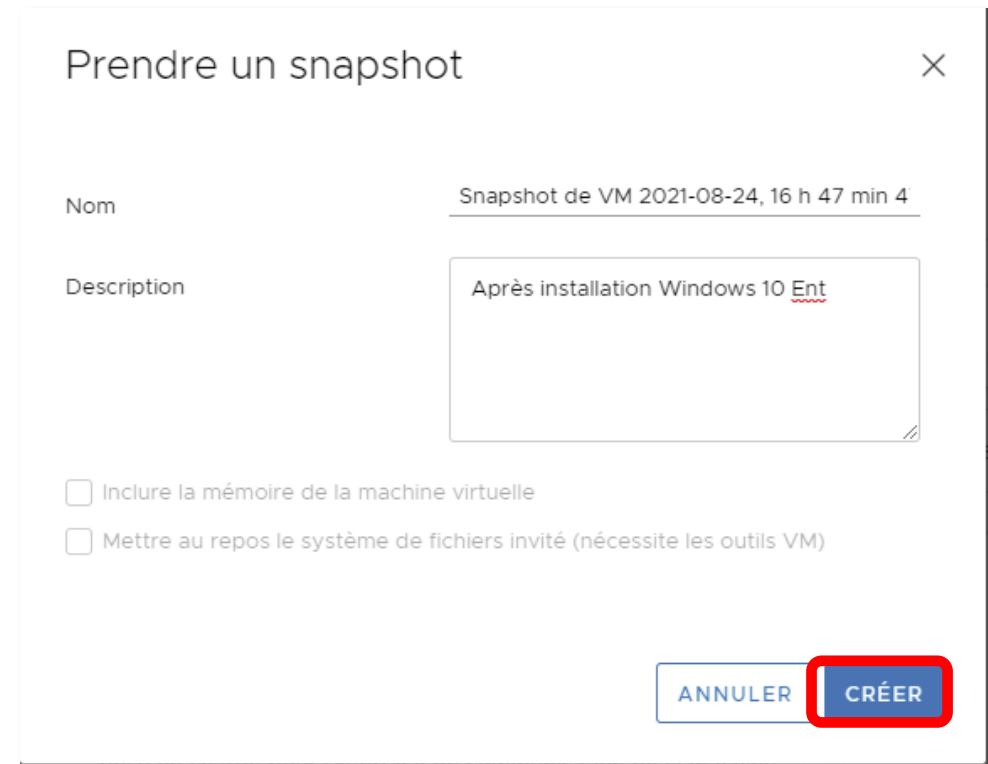 Prendre un snapshot
Nom
Snapshot de VM 2021-08-24, 16 h 47 min 4
Description
Après installation Windows 10 Ent
Inclure la mémoire de la machine virtuelle
Mettre au repos le système de fichiers invité (nécessite les outils VM)
ANNULER
CRÉER